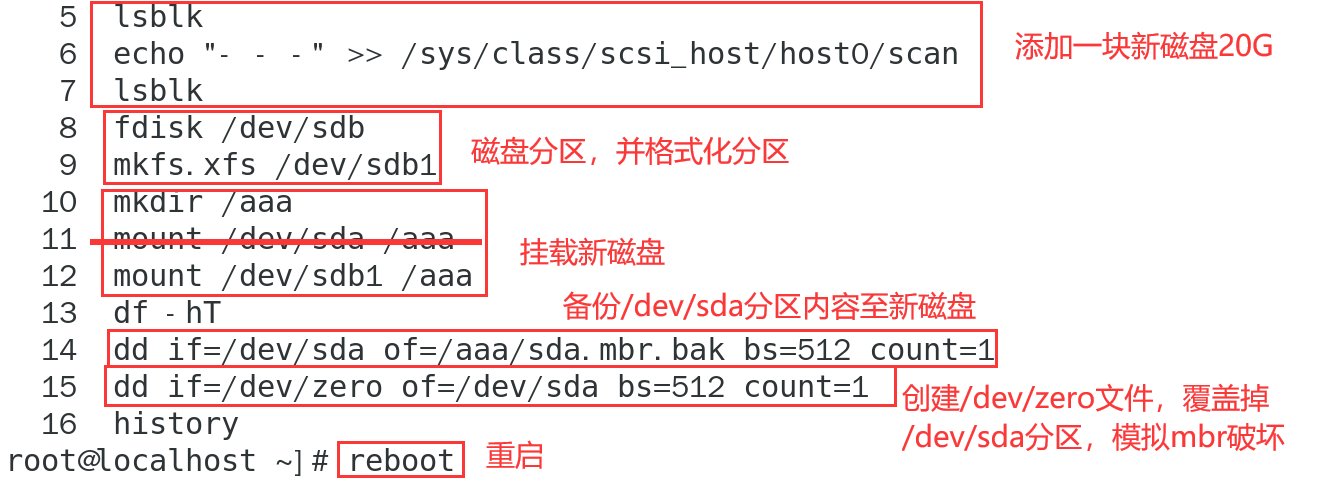 5 lsblk
6 echo "- - -" >> /sys/class/scsi_host/host0/scan
添加一块新磁盘20G
7 lsblk
8 fdisk /dev/sdb
磁盘分区，并格式化分区
9 mkfs.xfs /dev/sdb1
10 mkdir /aaa
11 mount /dev/sda /aaa
挂载新磁盘
12 mount /dev/sdb1 /aaa
13 df -hT
备份/dev/sda分区内容至新磁盘
14 dd if=/dev/sda of=/aaa/sda.mbr.bak bs=512 count=1
15 dd if=/dev/zero of=/dev/sda bs=512 count=1
创建/dev/zero文件，覆盖掉
/dev/sda分区，模拟mbr破坏
16 history
root@localhost ~]# reboot
重启